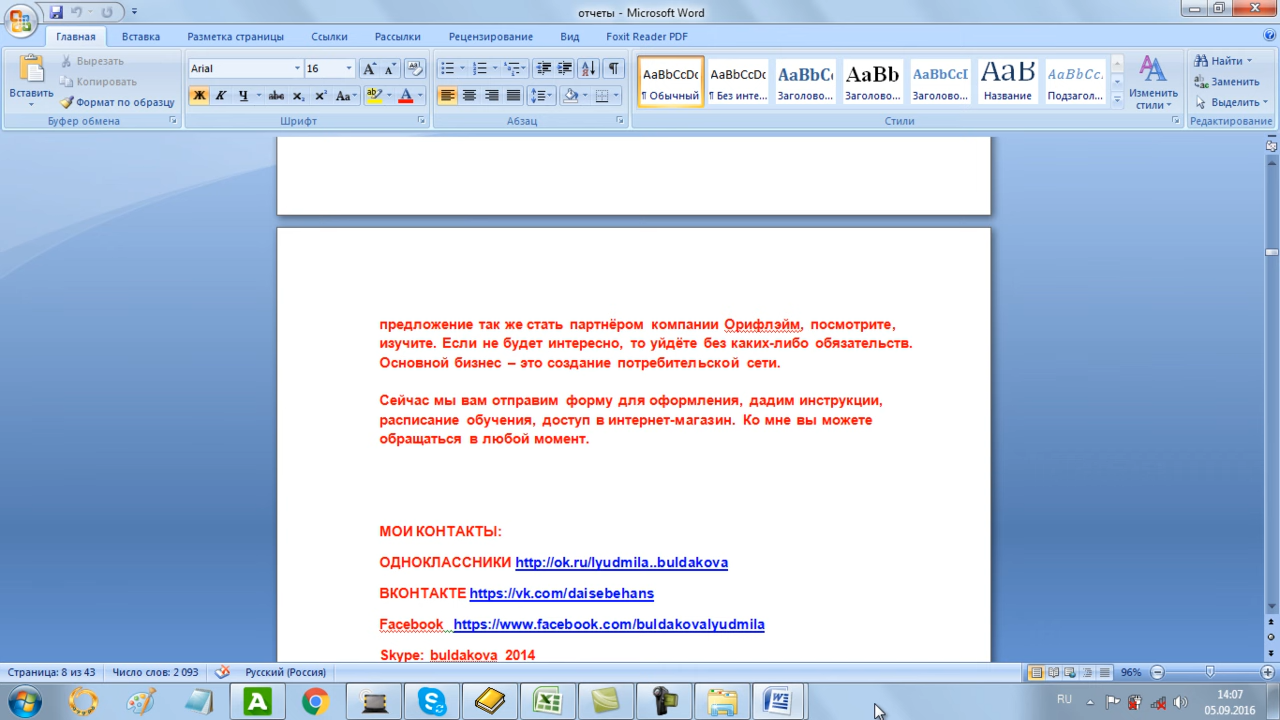 отчеты - Microsoft Word
Главная Вставка Разметка страницы Ссылки Рассылки Рецензирование Вид Foxit Reader PDF
Вставить
Вырезать
Копировать
Формат по образцу
Буфер обмена
Arial 16
Ж К Ч abc x₂ x² Aa
Шрифт
Абзац
AaBbCcDc AaBbCcDc AaBbC AaBb AaBbCcI AaBb AaBbCc.
¶ Обычный ¶ Без инте... Заголово... Заголово... Заголово... Название Подзагол...
Стили
Изменить
стили
Найти
Заменить
Выделить
Редактирование
предложение так же стать партнёром компании Орифлэйм, посмотрите,
изучите. Если не будет интересно, то уйдёте без каких-либо обязательств.
Основной бизнес – это создание потребительской сети.
Сейчас мы вам отправим форму для оформления, дадим инструкции,
расписание обучения, доступ в интернет-магазин. Ко мне вы можете
обращаться в любой момент.
МОИ КОНТАКТЫ:
ОДНОКЛАССНИКИ http://ok.ru/lyudmila..buldakova
ВКОНТАКТЕ https://vk.com/daisebehans
Facebook https://www.facebook.com/buldakovalyudmila
Skype: buldakova_2014
Страница: 8 из 43 Число слов: 2 093 Русский (Россия) 96%
RU 14:07
05.09.2016